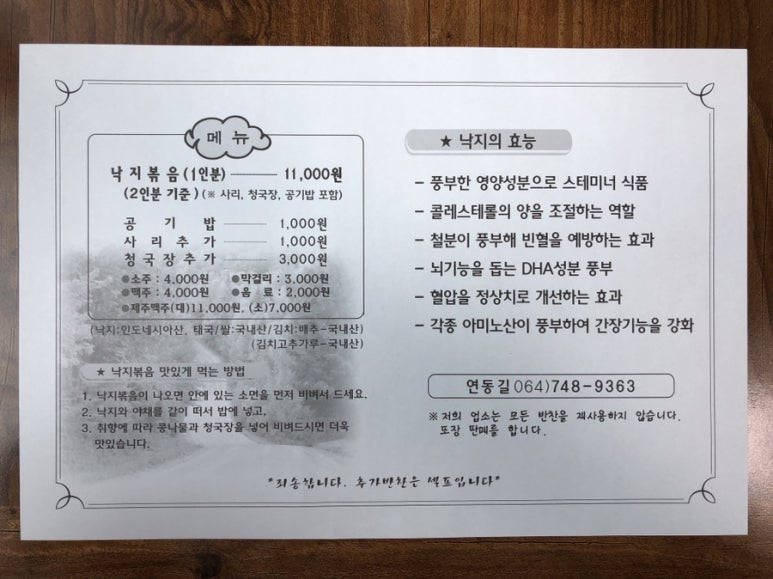 메 뉴
낙지볶음(1인분) ──── 11,000원
(2인분 기준) (※ 사리, 청국장, 공기밥 포함)
공 기 밥 ──── 1,000원
사 리 추 가 ──── 1,000원
청국장추가 ──── 3,000원
●소주 : 4,000원 ●막걸리 : 3,000원
●맥주 : 4,000원 ●음 료 : 2,000원
●제주맥주(대)11,000원, (소)7,000원
(낙지:인도네시아산, 태국/쌀:국내산/김치:배추-국내산)
(김치고추가루-국내산)
★ 낙지볶음 맛있게 먹는 방법
1. 낙지볶음이 나오면 안에 있는 소면을 먼저 비벼서 드세요.
2. 낙지와 야채를 같이 떠서 밥에 넣고,
3. 취향에 따라 콩나물과 청국장을 넣어 비벼드시면 더욱
맛있습니다.
★ 낙지의 효능
- 풍부한 영양성분으로 스테미너 식품
- 콜레스테롤의 양을 조절하는 역할
- 철분이 풍부해 빈혈을 예방하는 효과
- 뇌기능을 돕는 DHA성분 풍부
- 혈압을 정상치로 개선하는 효과
- 각종 아미노산이 풍부하여 간장기능을 강화
연동길 064)748-9363
※저희 업소는 모든 반찬을 재사용하지 않습니다.
포장 판매를 합니다.
"죄송합니다. 추가반찬은 셀프입니다"